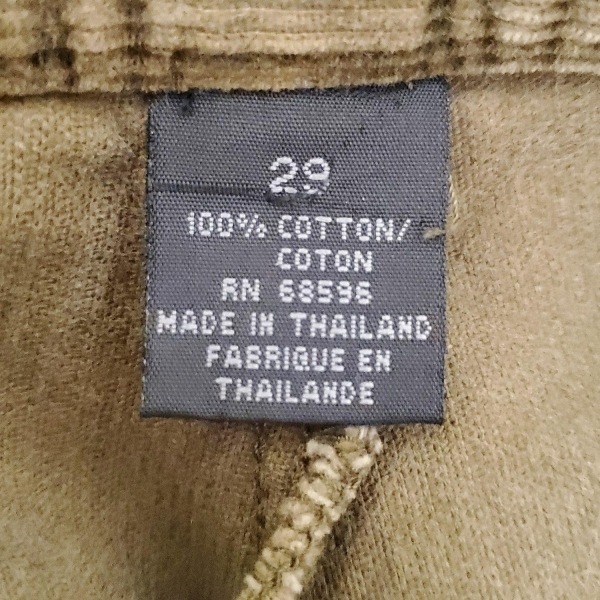 29
100% COTTON/
COTON
RN 68596
MADE IN THAILAND
FABRIQUE EN
THAILANDE